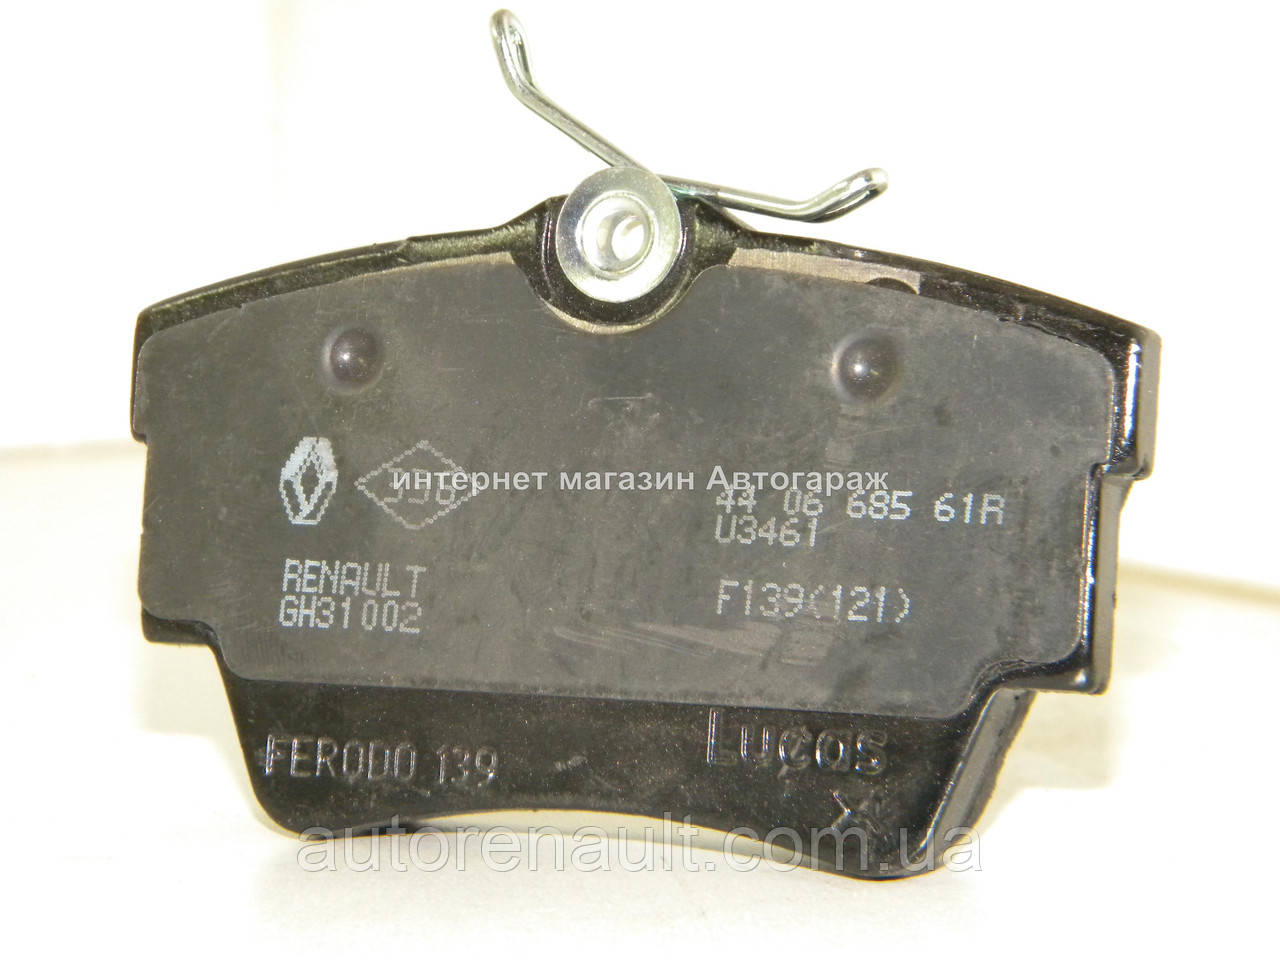 интернет магазин Автогараж
44 06 685 61R
U3461
RENAULT
GH31002
F139(121)
FERODO 139
Lucas
autorenault.com.ua